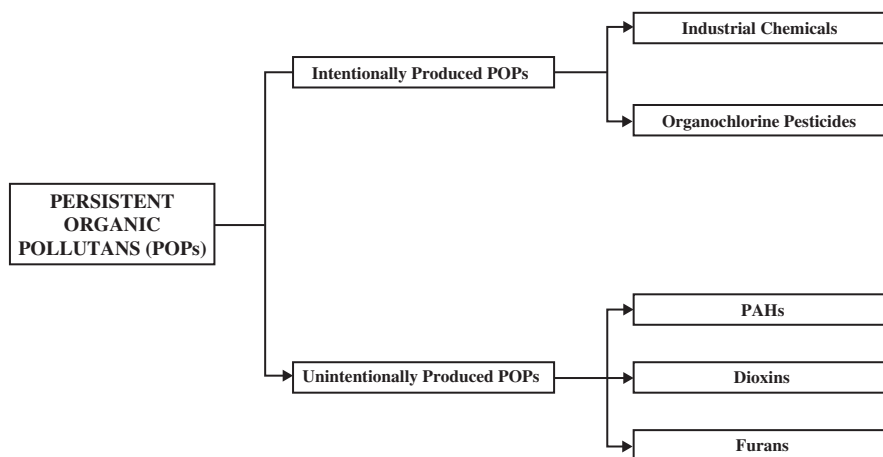 PERSISTENT
ORGANIC
POLLUTANS (POPs)
Intentionally Produced POPs
Industrial Chemicals
Organochlorine Pesticides
Unintentionally Produced POPs
PAHs
Dioxins
Furans